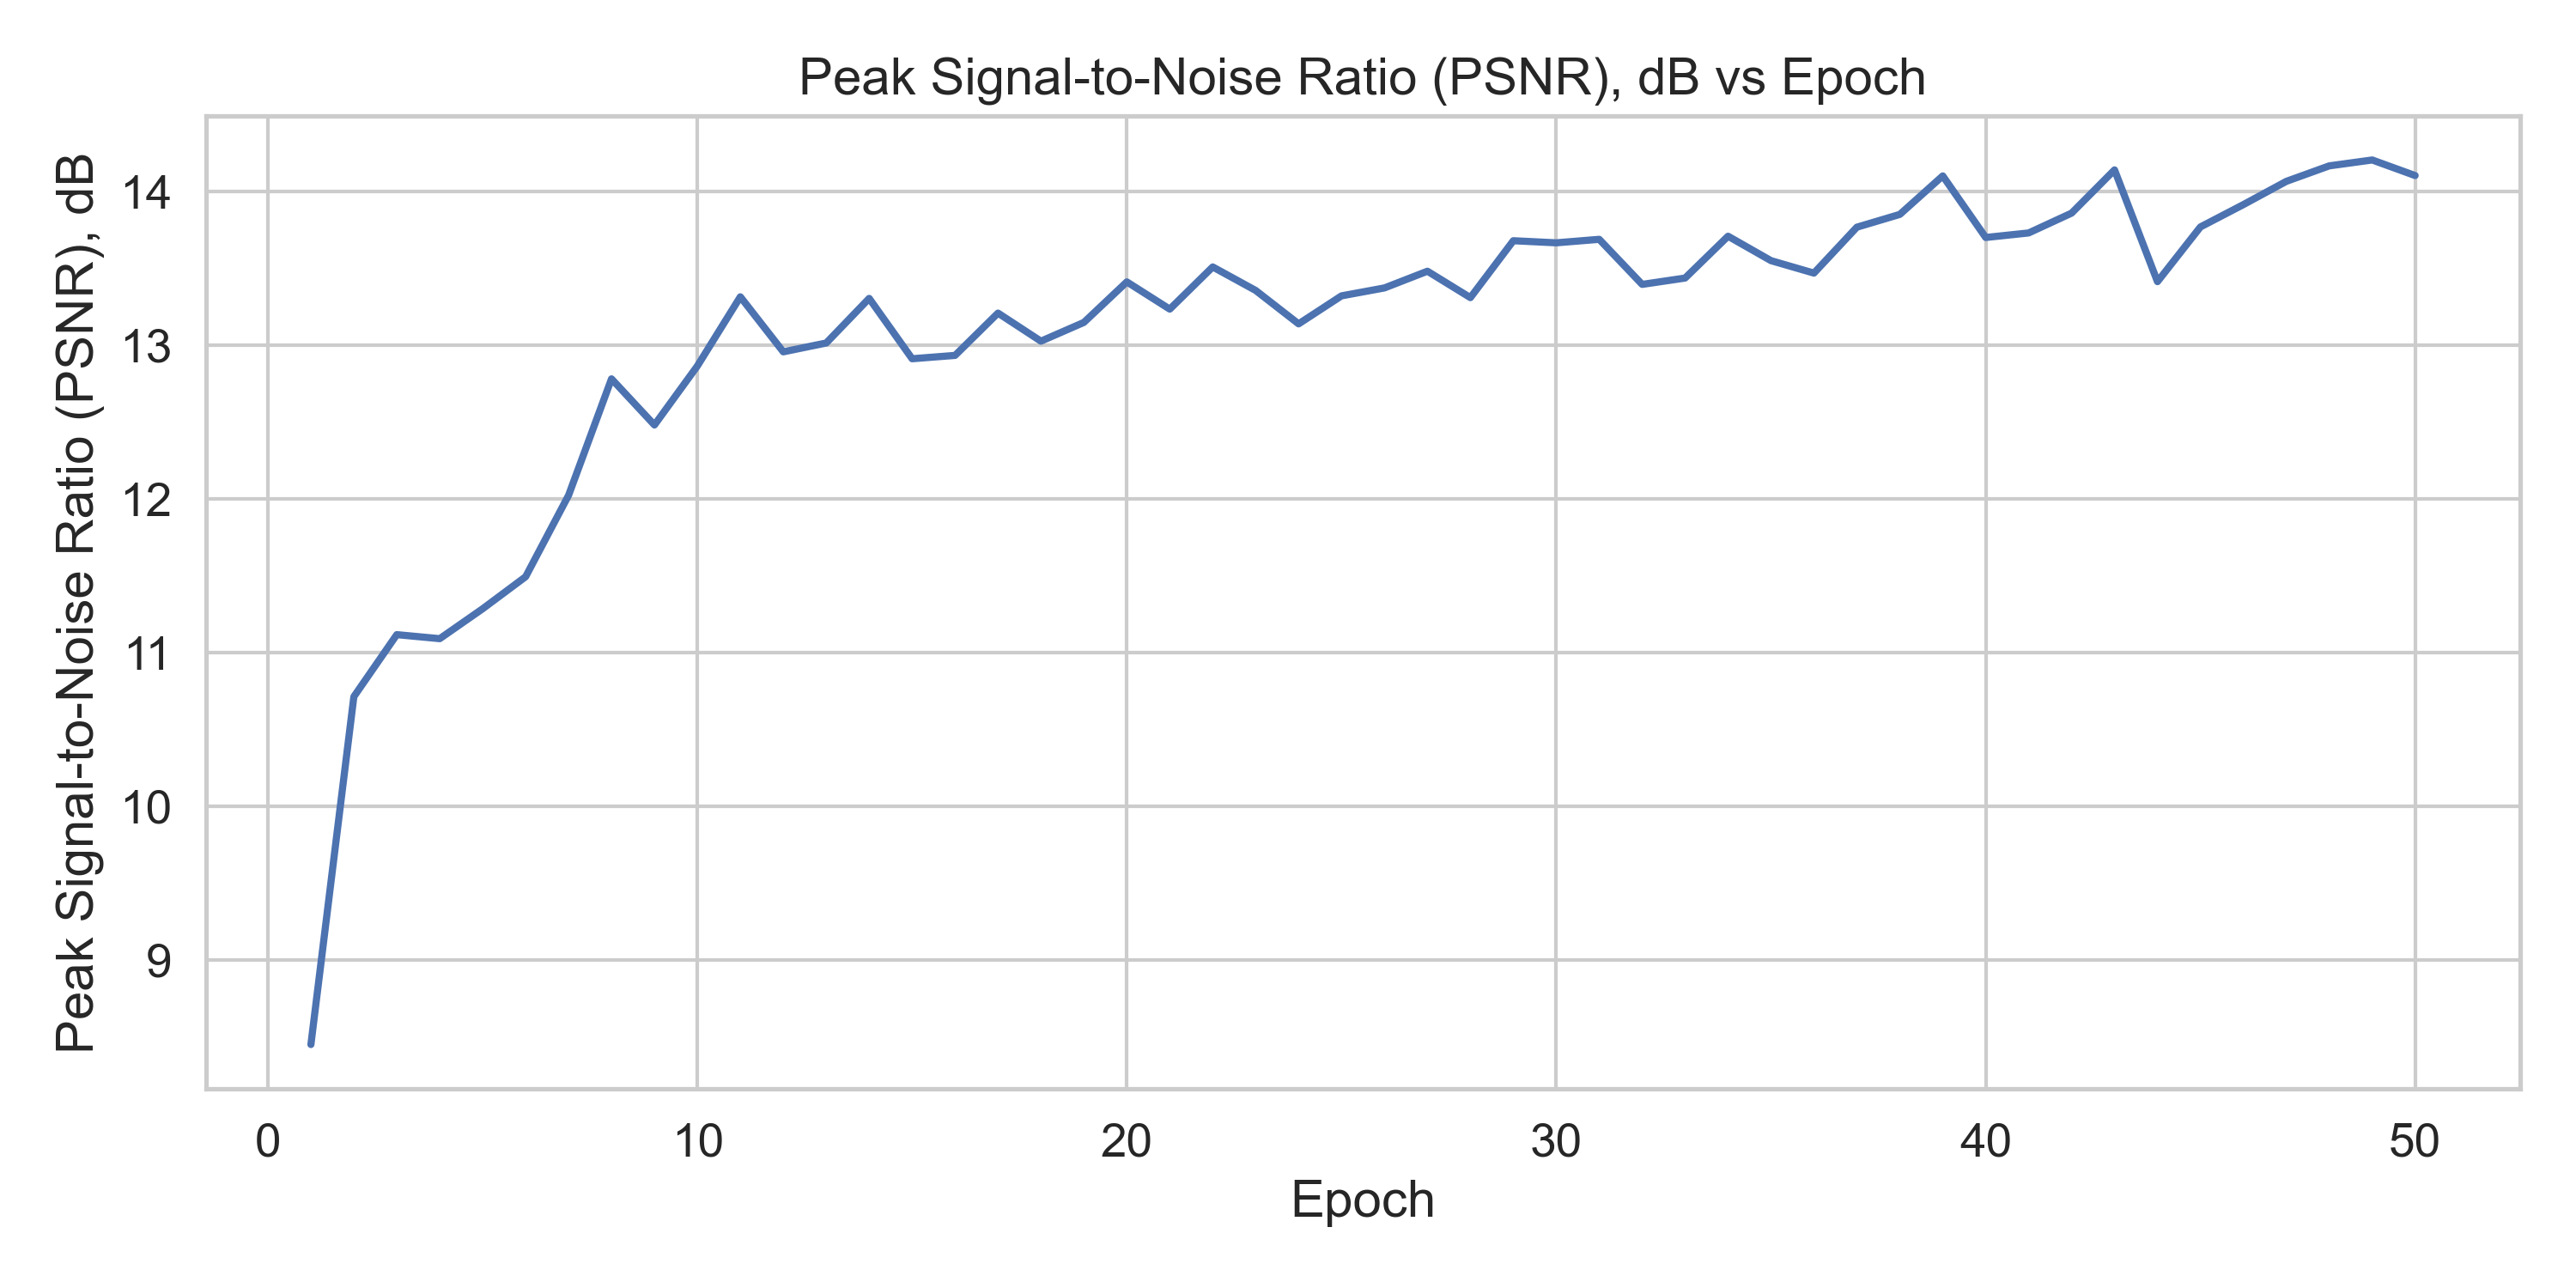 Peak Signal-to-Noise Ratio (PSNR), dB vs Epoch
Peak Signal-to-Noise Ratio (PSNR), dB
14
13
12
11
10
9
0 10 20 30 40 50
Epoch